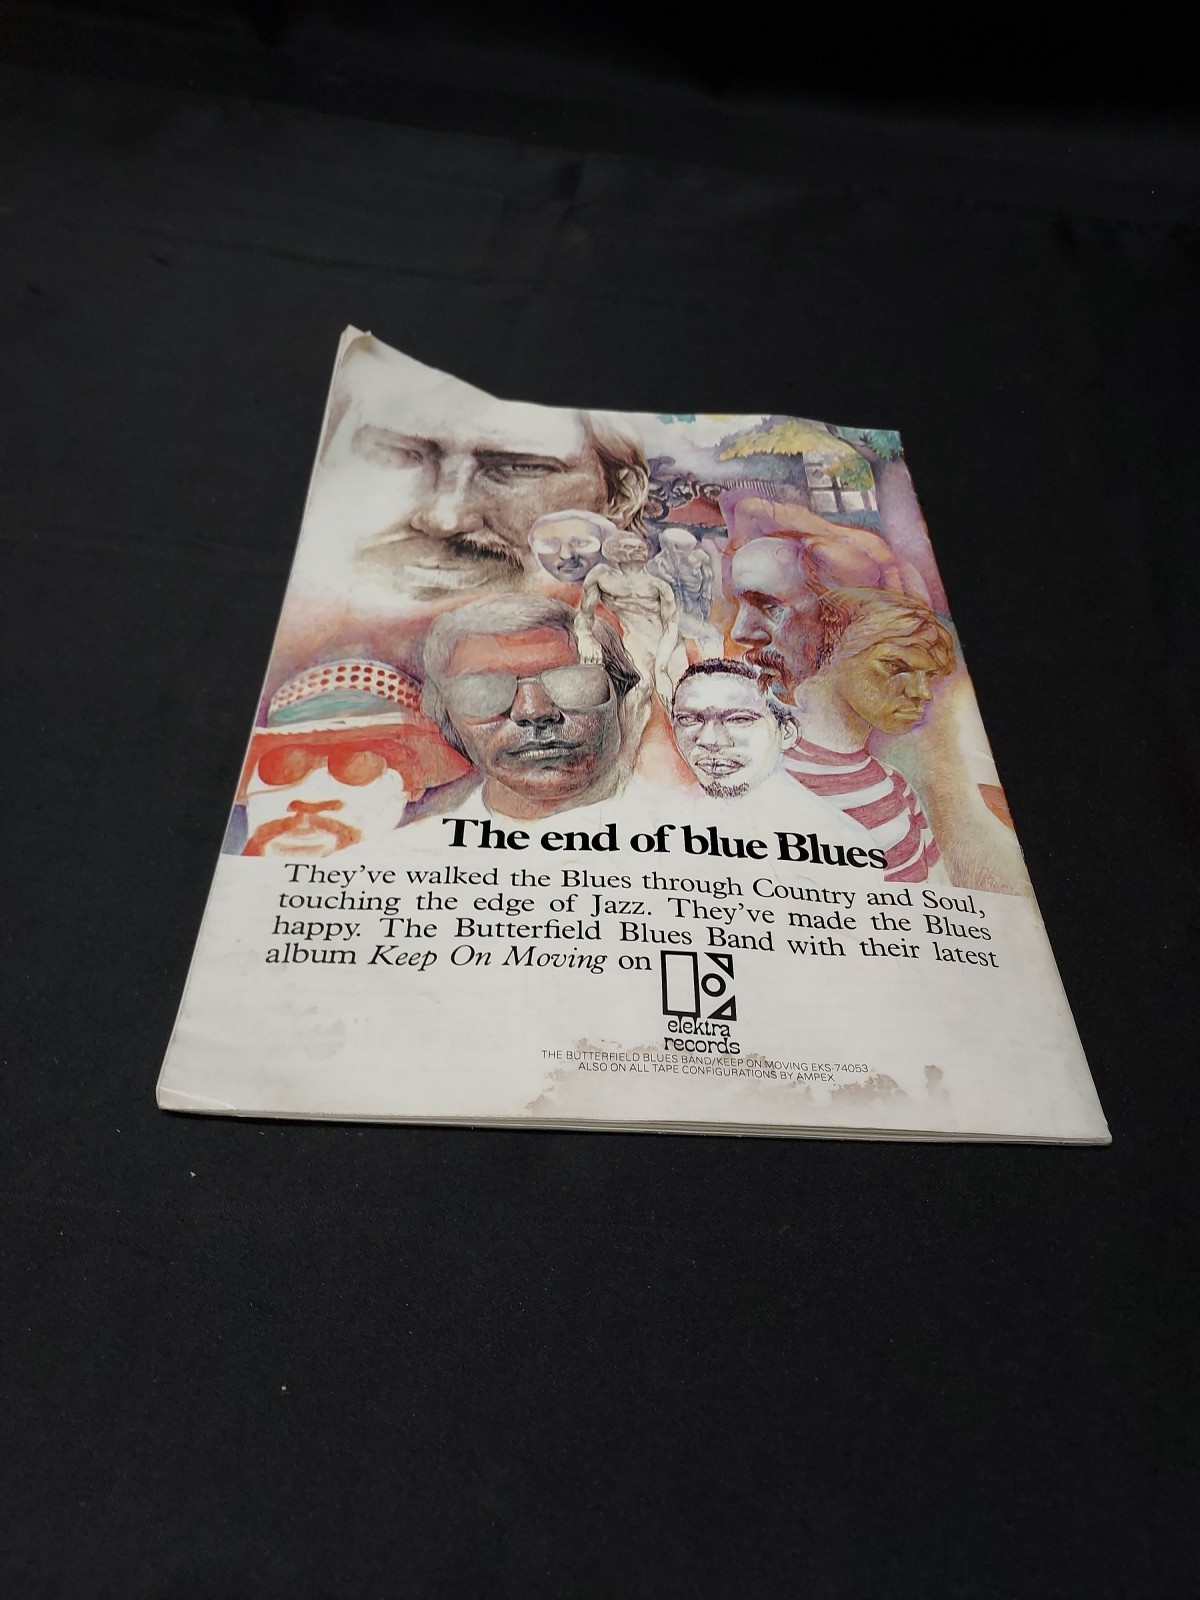 The end of blue Blues
They've walked the Blues through Country and Soul,
touching the edge of Jazz. They've made the Blues
happy. The Butterfield Blues Band with their latest
album Keep On Moving on
elektra
records
THE BUTTERFIELD BLUES BAND/KEEP ON MOVING EKS-74053
ALSO ON ALL TAPE CONFIGURATIONS BY AMPEX